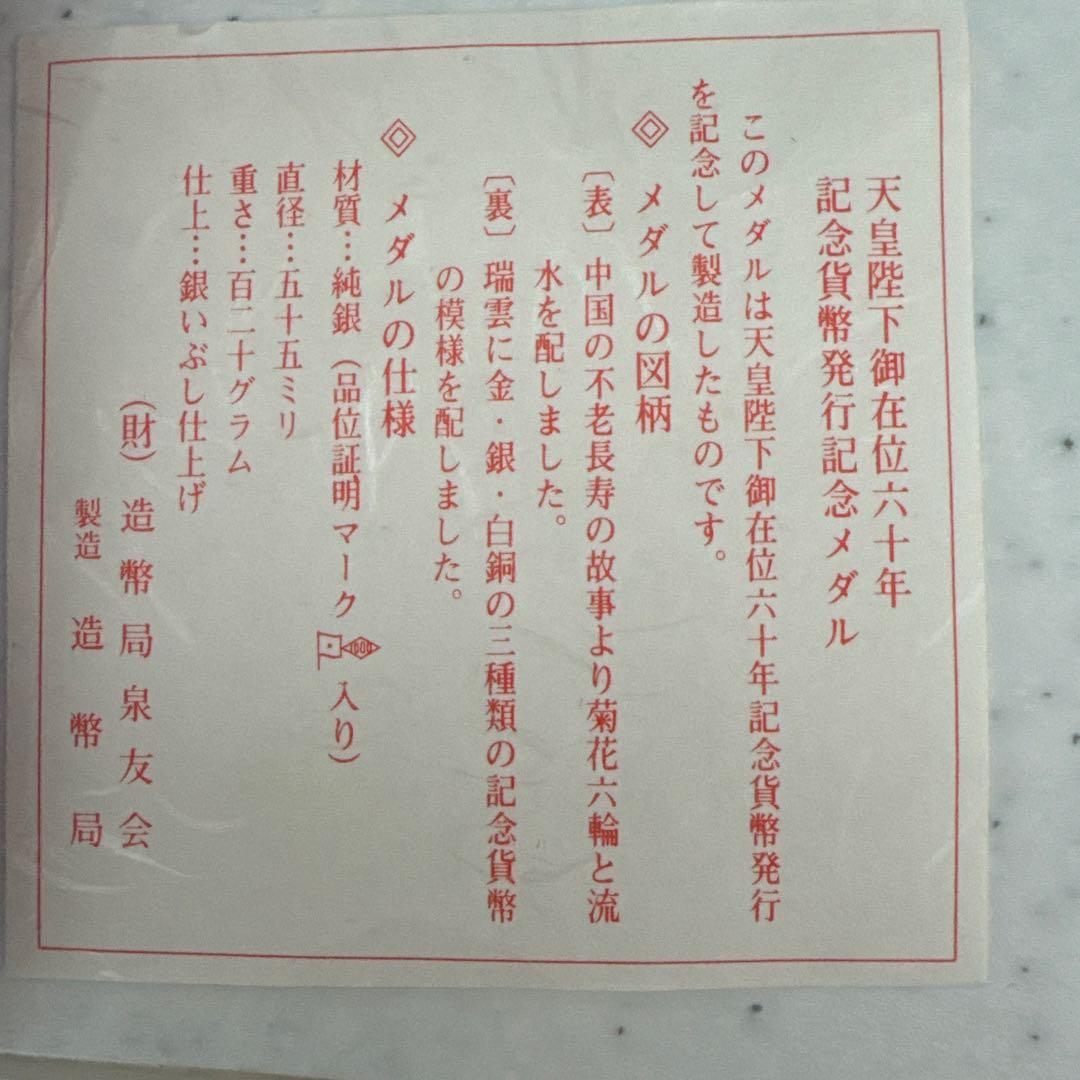 天皇陛下御在位六十年
記念貨幣発行記念メダル
このメダルは天皇陛下御在位六十年記念貨幣発行
を記念して製造したものです。
◇ メダルの図柄
〔表〕中国の不老長寿の故事より菊花六輪と流
水を配しました。
〔裏〕瑞雲に金・銀・白銅の三種類の記念貨幣
の模様を配しました。
◇ メダルの仕様
材質…純銀(品位証明マーク 1000 入り)
直径…五十五ミリ
重さ…百二十グラム
仕上…銀いぶし仕上げ
(財)造幣局泉友会
製造 造幣局